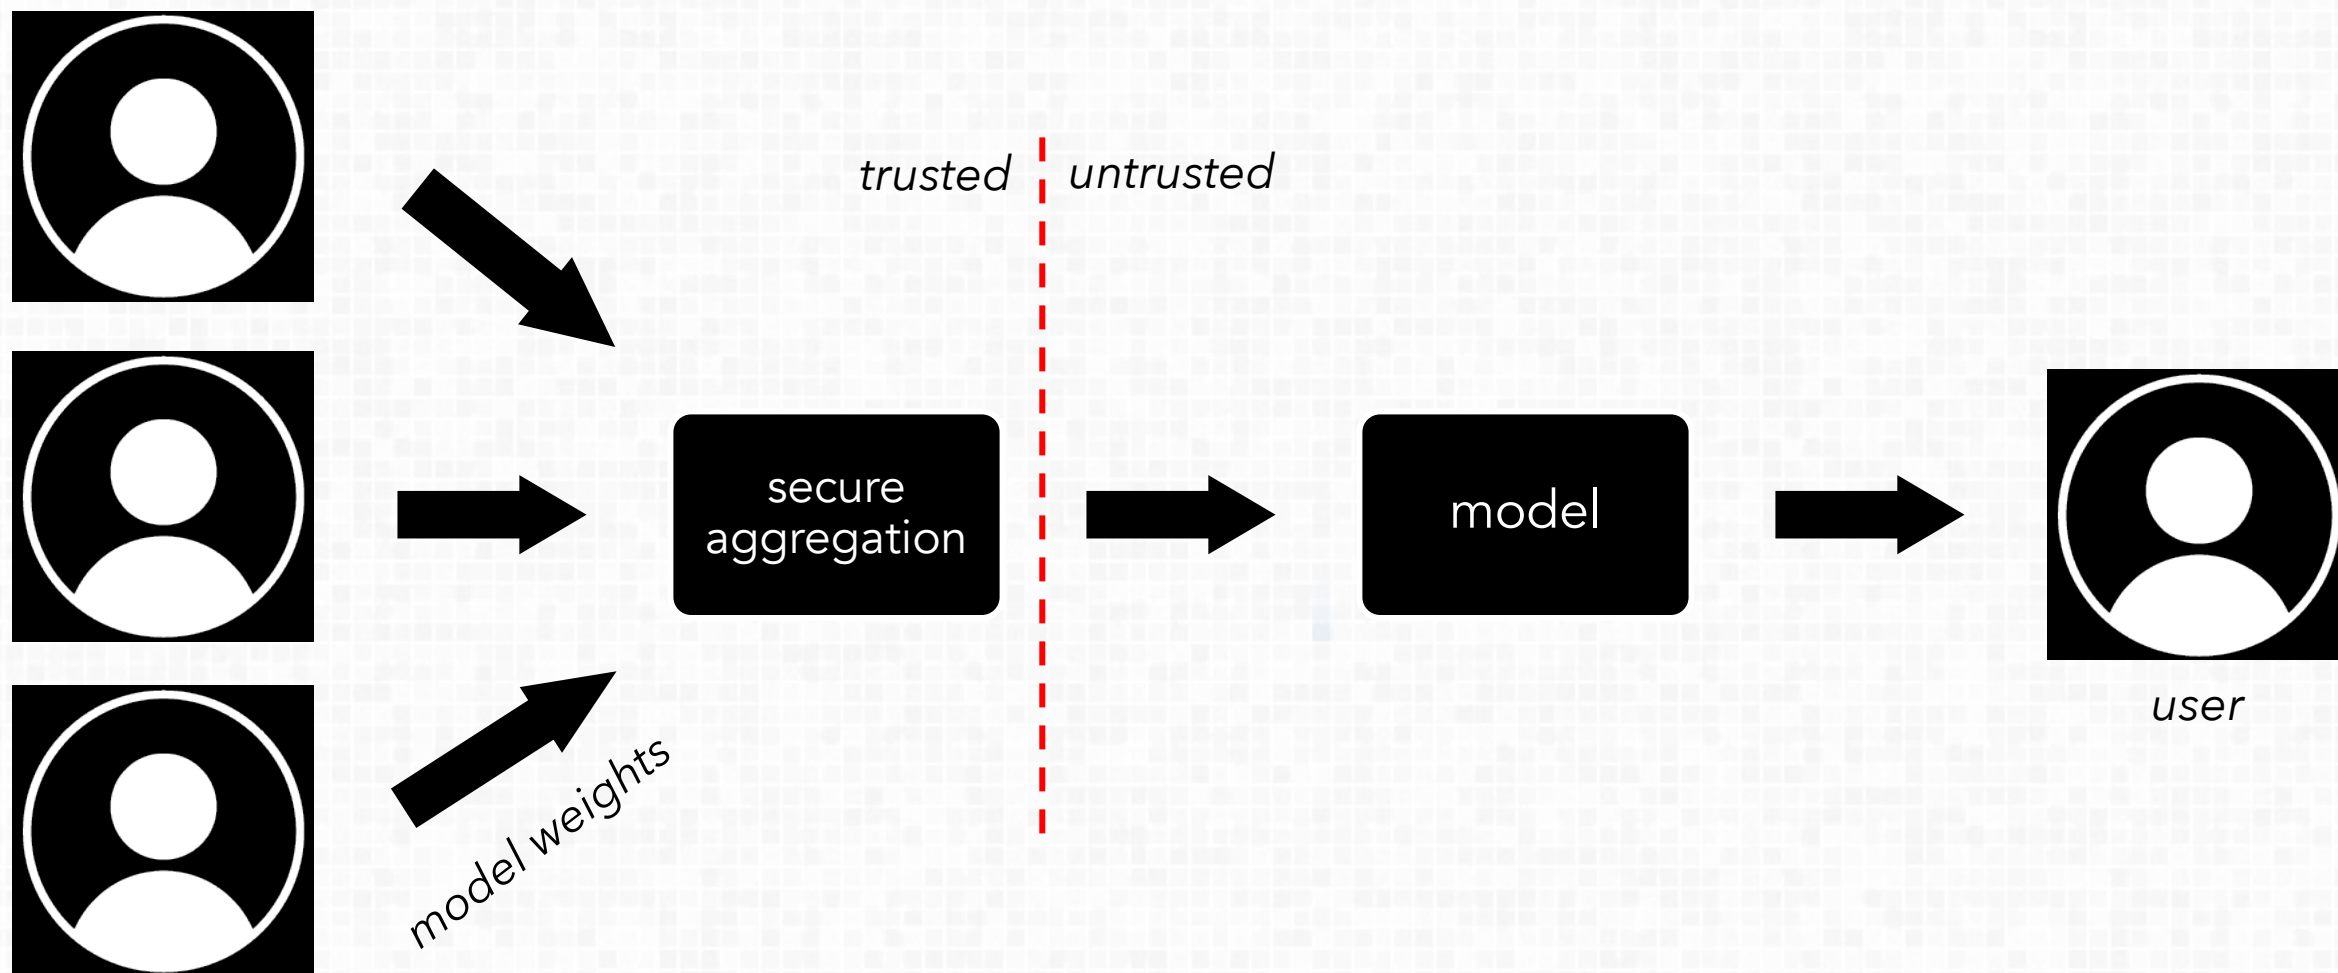 trusted
untrusted
secure
aggregation
model
user
model weights